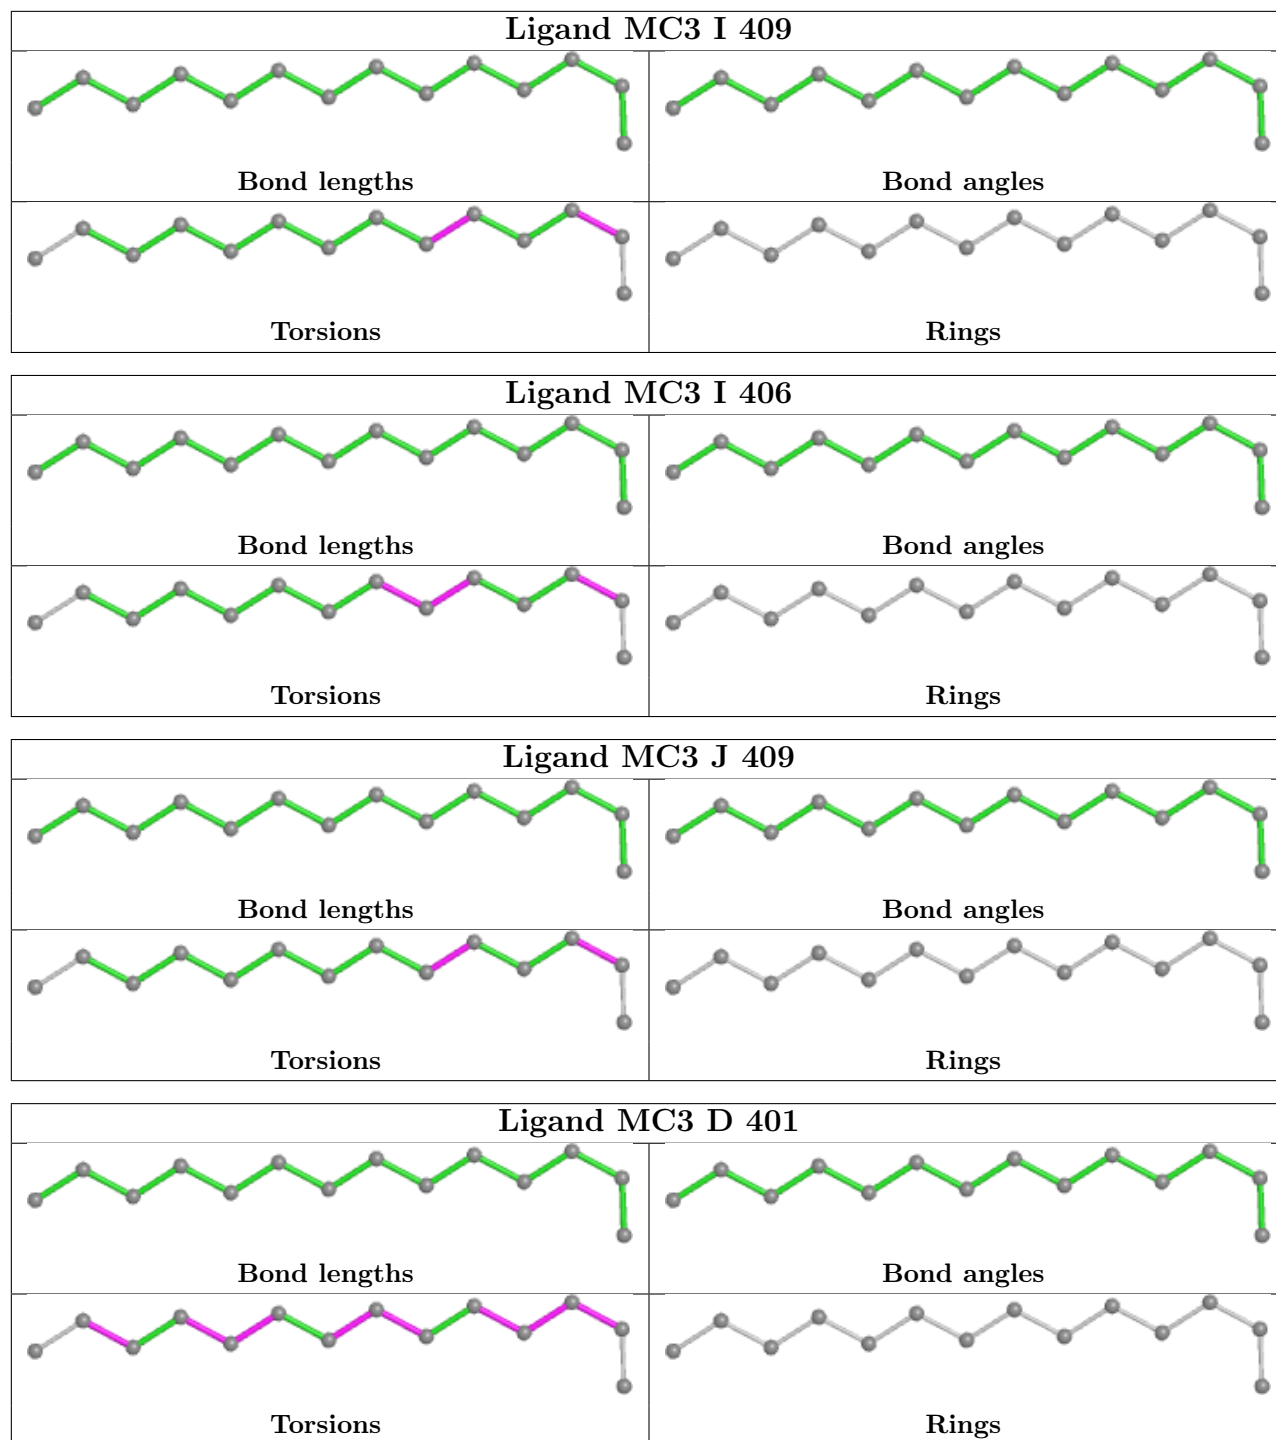 Ligand MC3 I 409
Bond lengths
Bond angles
Torsions
Rings
Ligand MC3 I 406
Bond lengths
Bond angles
Torsions
Rings
Ligand MC3 J 409
Bond lengths
Bond angles
Torsions
Rings
Ligand MC3 D 401
Bond lengths
Bond angles
Torsions
Rings